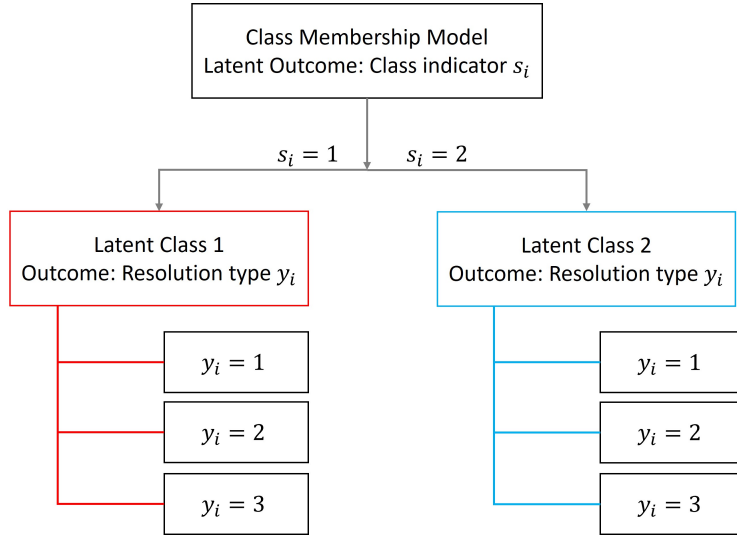 Class Membership Model
Latent Outcome: Class indicator sᵢ
sᵢ = 1
sᵢ = 2
Latent Class 1
Outcome: Resolution type yᵢ
Latent Class 2
Outcome: Resolution type yᵢ
yᵢ = 1
yᵢ = 2
yᵢ = 3
yᵢ = 1
yᵢ = 2
yᵢ = 3